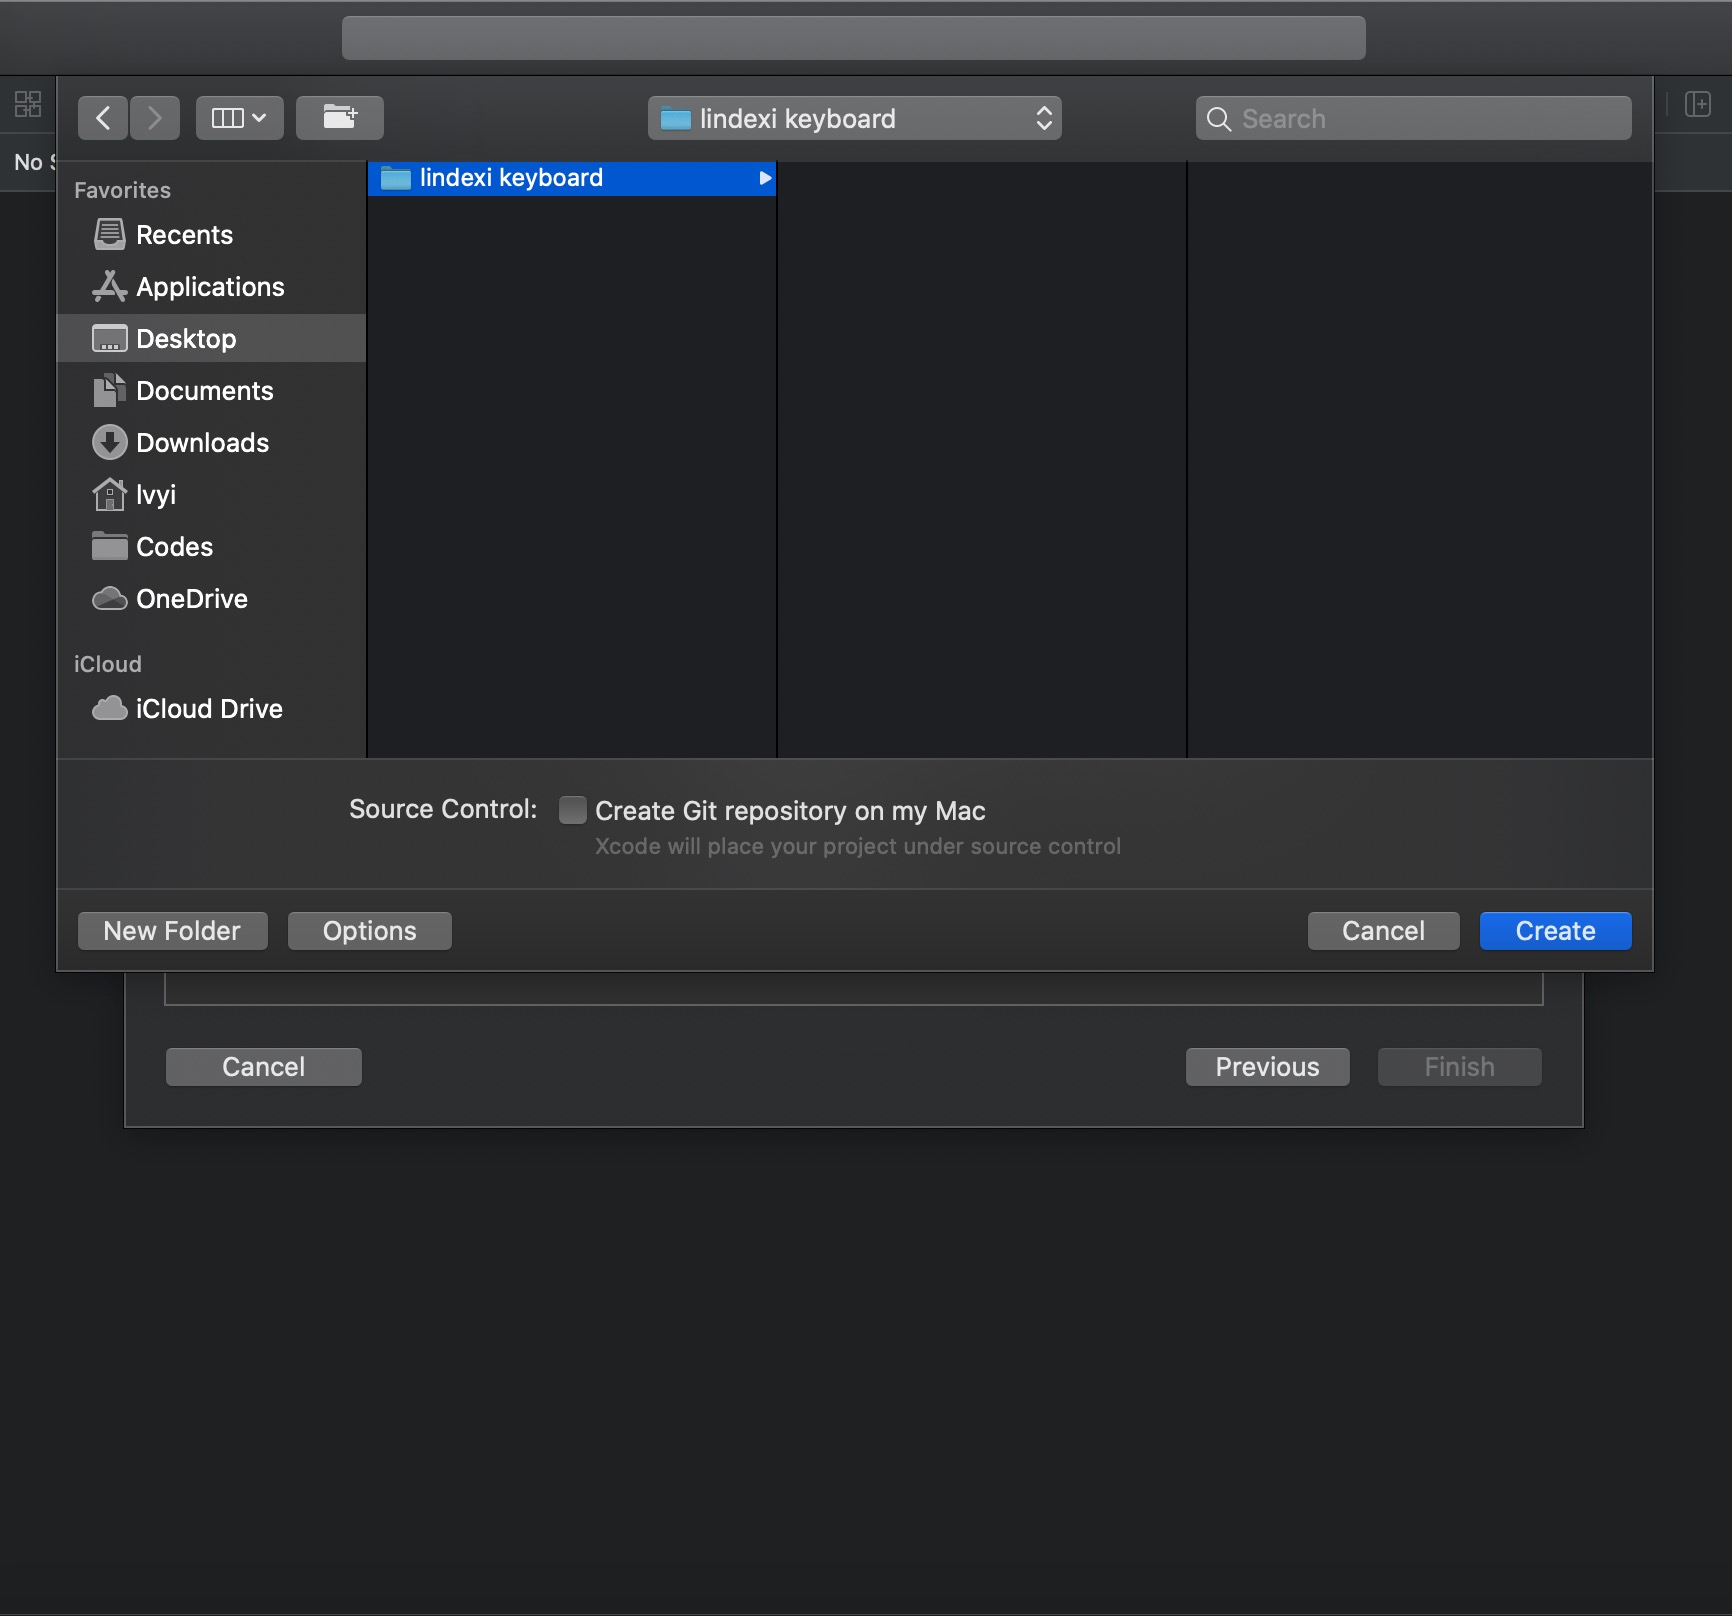 lindexi keyboard
Search
No S
Favorites
lindexi keyboard
Recents
Applications
Desktop
Documents
Downloads
lvyi
Codes
OneDrive
iCloud
iCloud Drive
Source Control:
Create Git repository on my Mac
Xcode will place your project under source control
New Folder
Options
Cancel
Create
Cancel
Previous
Finish